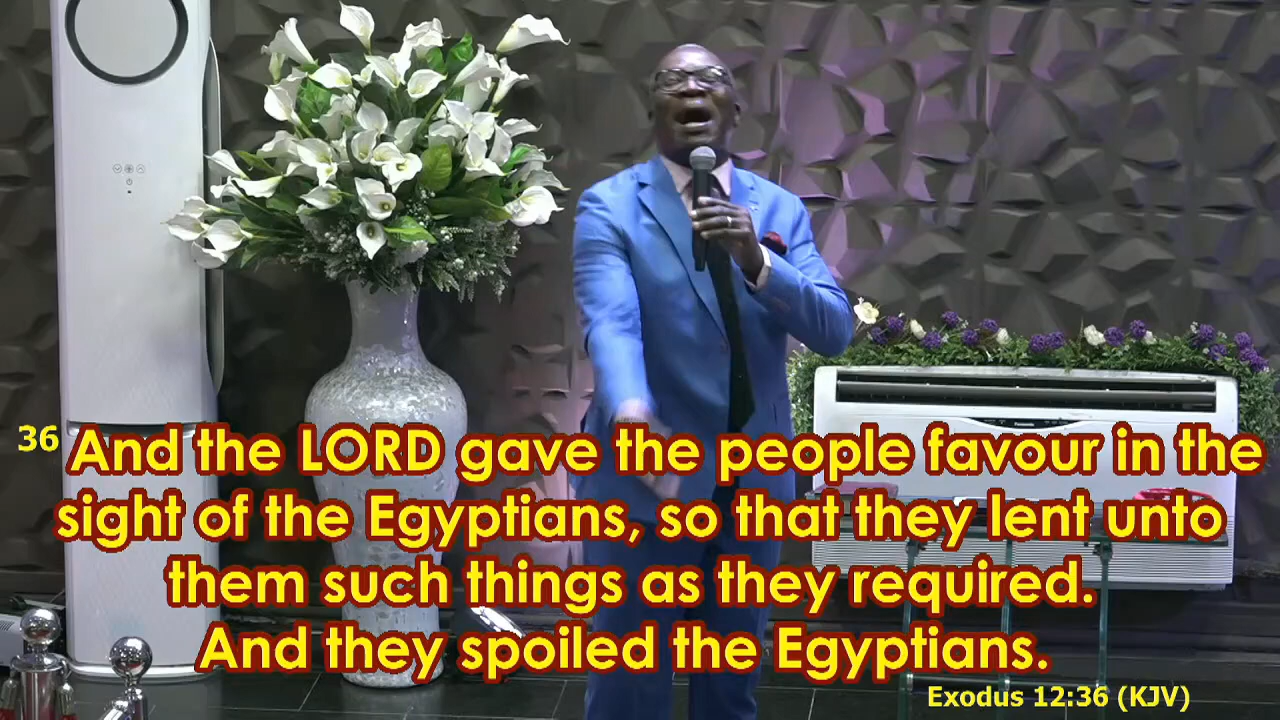 36 And the LORD gave the people favour in the
sight of the Egyptians, so that they lent unto
them such things as they required.
And they spoiled the Egyptians.
Exodus 12:36 (KJV)
Panasonic